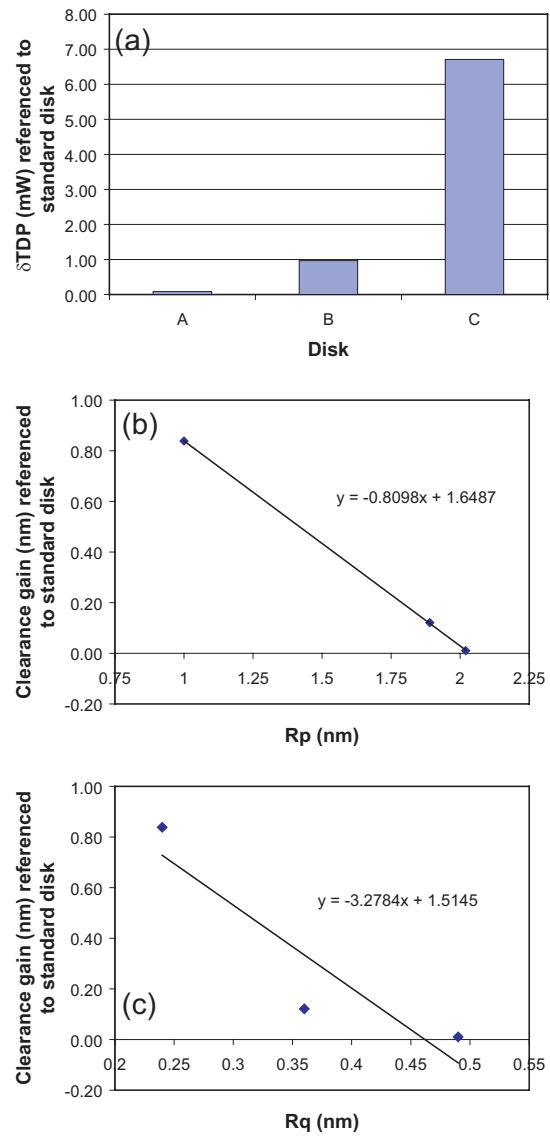 (a)
δTDP (mW) referenced to
standard disk
8.00
7.00
6.00
5.00
4.00
3.00
2.00
1.00
0.00
A B C
Disk
(b)
Clearance gain (nm) referenced
to standard disk
1.00
0.80
0.60
0.40
0.20
0.00
-0.20
y = -0.8098x + 1.6487
0.75 1 1.25 1.5 1.75 2 2.25
Rp (nm)
(c)
Clearance gain (nm) referenced
to standard disk
1.00
0.80
0.60
0.40
0.20
0.00
-0.20
y = -3.2784x + 1.5145
0.2 0.25 0.3 0.35 0.4 0.45 0.5 0.55
Rq (nm)